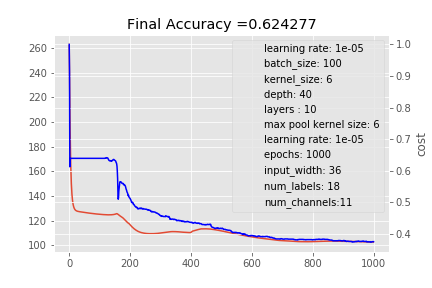 Final Accuracy =0.624277
260
240
220
200
180
160
140
120
100
learning rate: 1e-05
batch_size: 100
kernel_size: 6
depth: 40
layers : 10
max pool kernel size: 6
learning rate: 1e-05
epochs: 1000
input_width: 36
num_labels: 18
num_channels:11
1.0
0.9
0.8
0.7
0.6
0.5
0.4
cost
0 200 400 600 800 1000